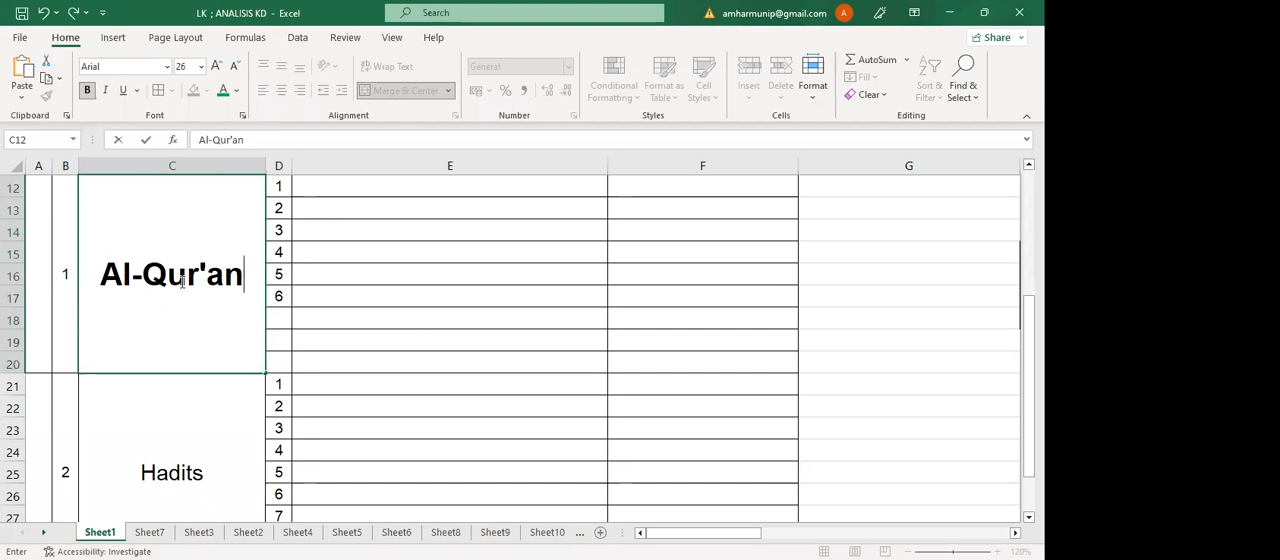 LK ; ANALISIS KD - Excel
Search
amharmunip@gmail.com
A
File Home Insert Page Layout Formulas Data Review View Help
Share
Paste
Clipboard
Arial 26 A A
B I U A
Font
Wrap Text
Merge & Center
Alignment
General
% ,
Number
Conditional Formatting
Format as Table
Cell Styles
Styles
Insert Delete Format
Cells
AutoSum
Fill
Clear
Sort & Filter
Find & Select
Editing
C12 fx Al-Qur'an
A B C D E F G
12 1
13 2
14 3
15 4
16 1 Al-Qur'an 5
17 6
18
19
20
21 1
22 2
23 3
24 4
25 2 Hadits 5
26 6
27 7
Sheet1 Sheet7 Sheet3 Sheet2 Sheet4 Sheet5 Sheet6 Sheet8 Sheet9 Sheet10 ...
Enter Accessibility: Investigate 120%